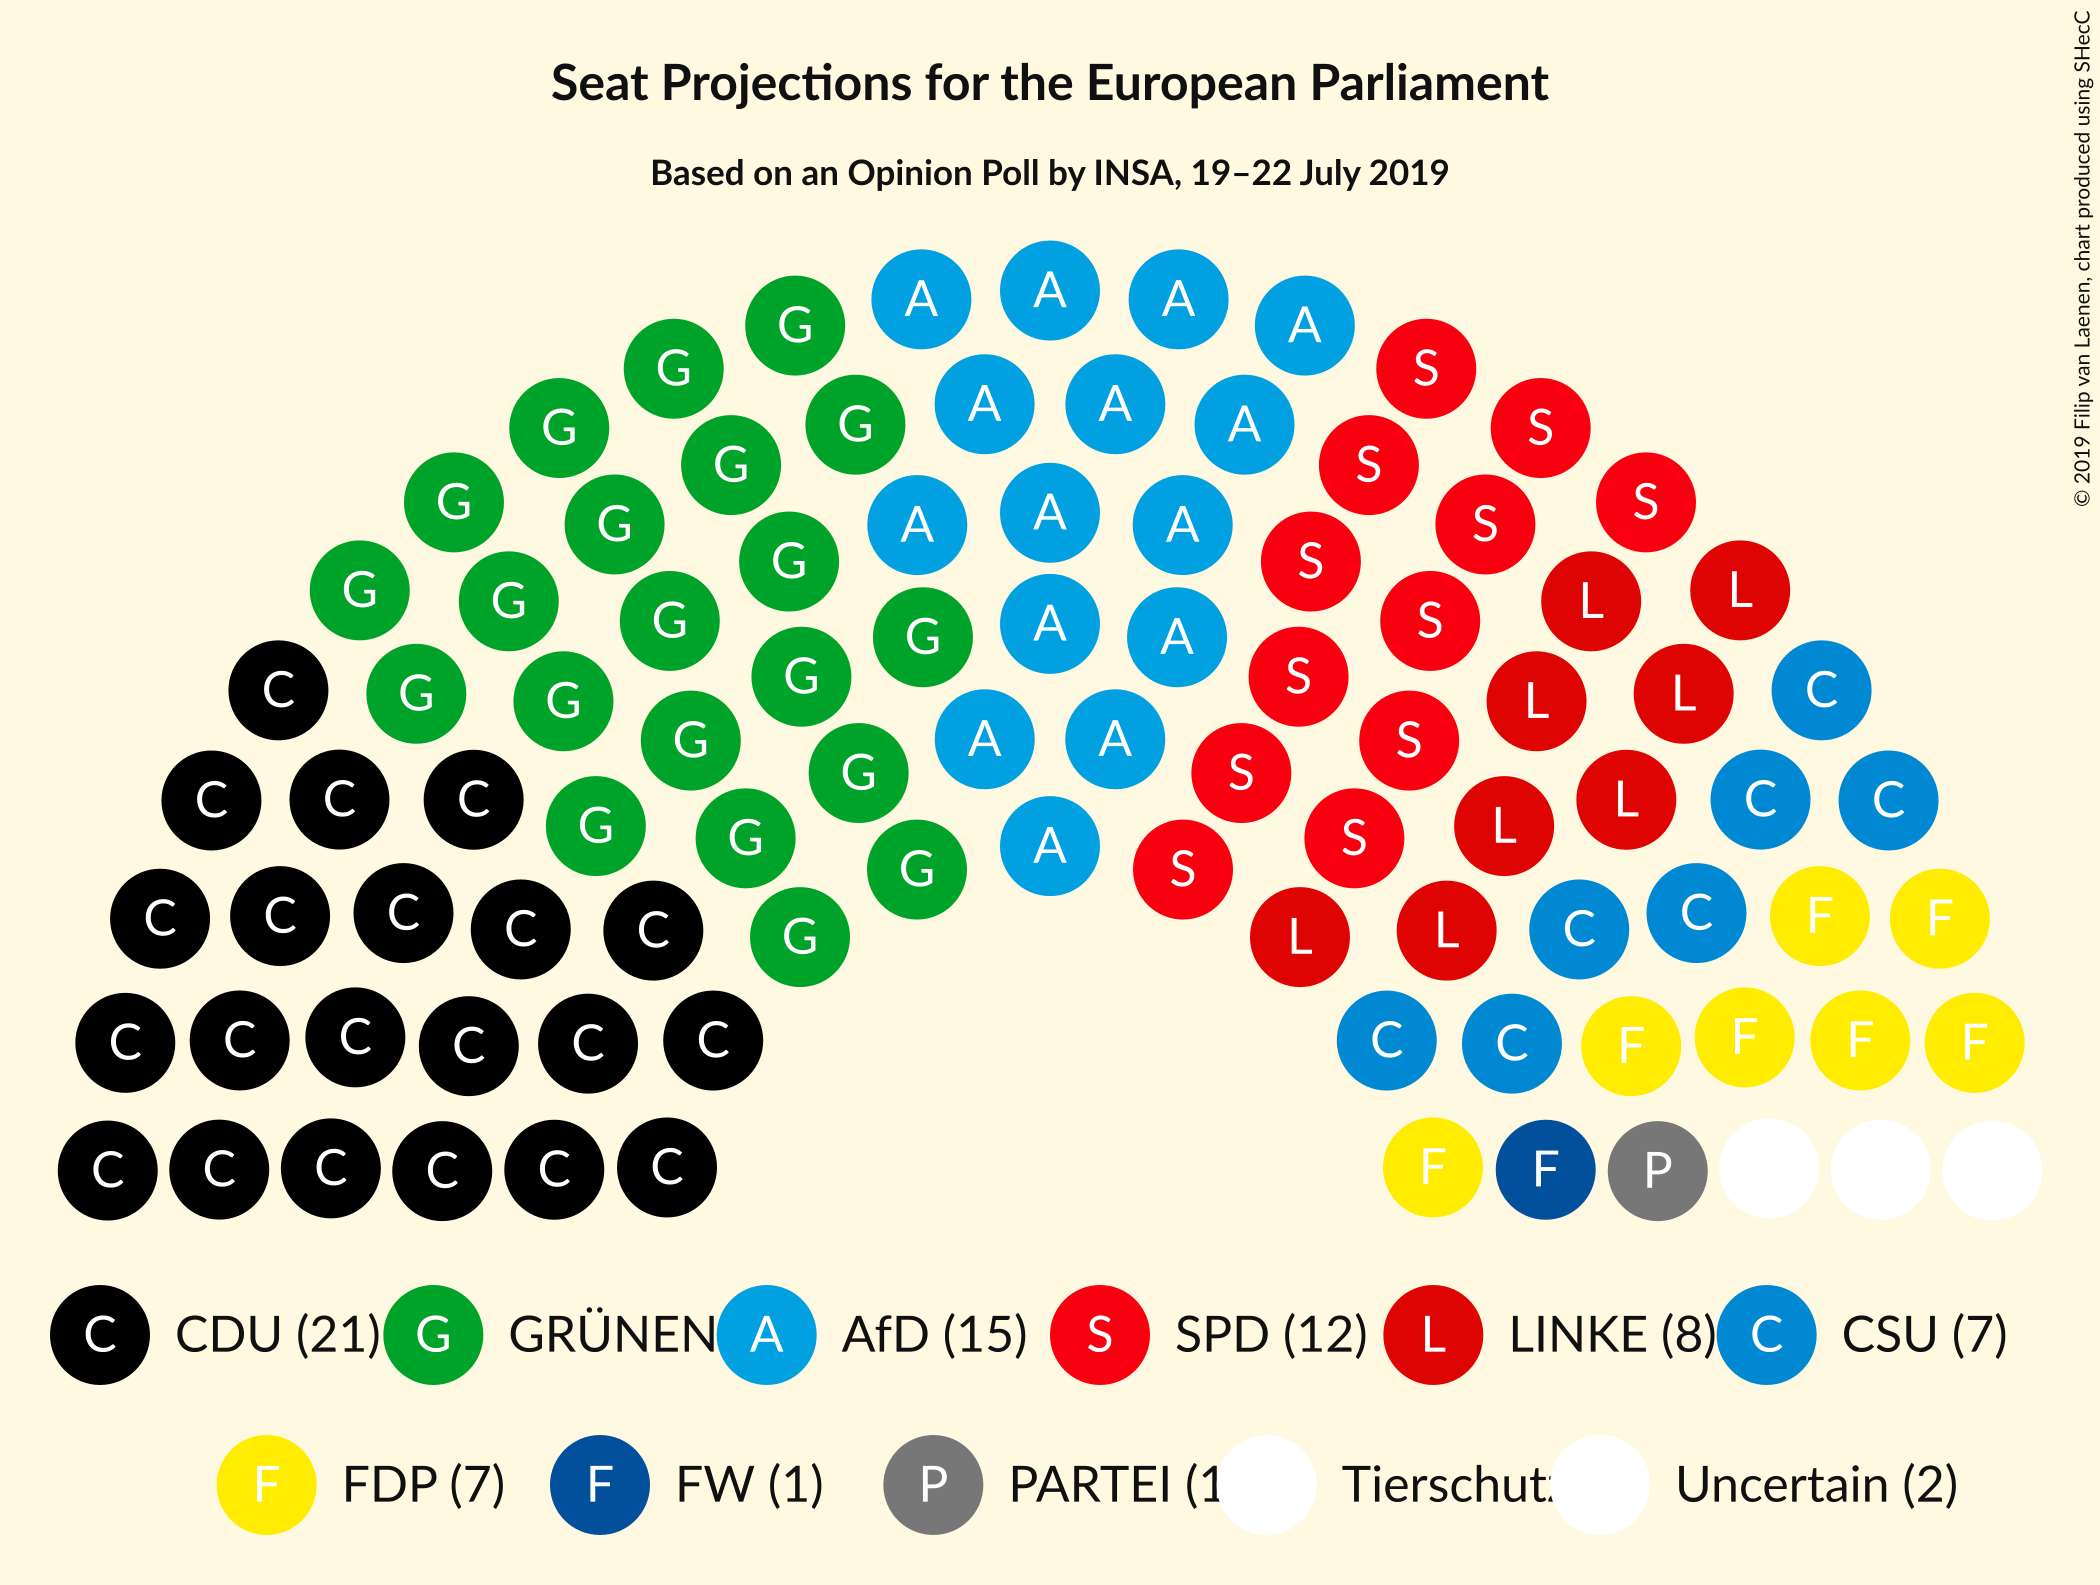 Seat Projections for the European Parliament
Based on an Opinion Poll by INSA, 19–22 July 2019
© 2019 Filip van Laenen, chart produced using SHecC
G A A A A
G S
G G A A A S
G S
G G A A A S S
G S
G G G G A A S L L
C G G G S L L C
G A A S
C C C G S L C C
G G A S L
G S
C C C C C G L L C C F F
C C C C C C C C F F F F
C C C C C C F F P
C CDU (21) G GRÜNEN A AfD (15) S SPD (12) L LINKE (8) C CSU (7)
F FDP (7) F FW (1) P PARTEI (1 Tierschutz Uncertain (2)